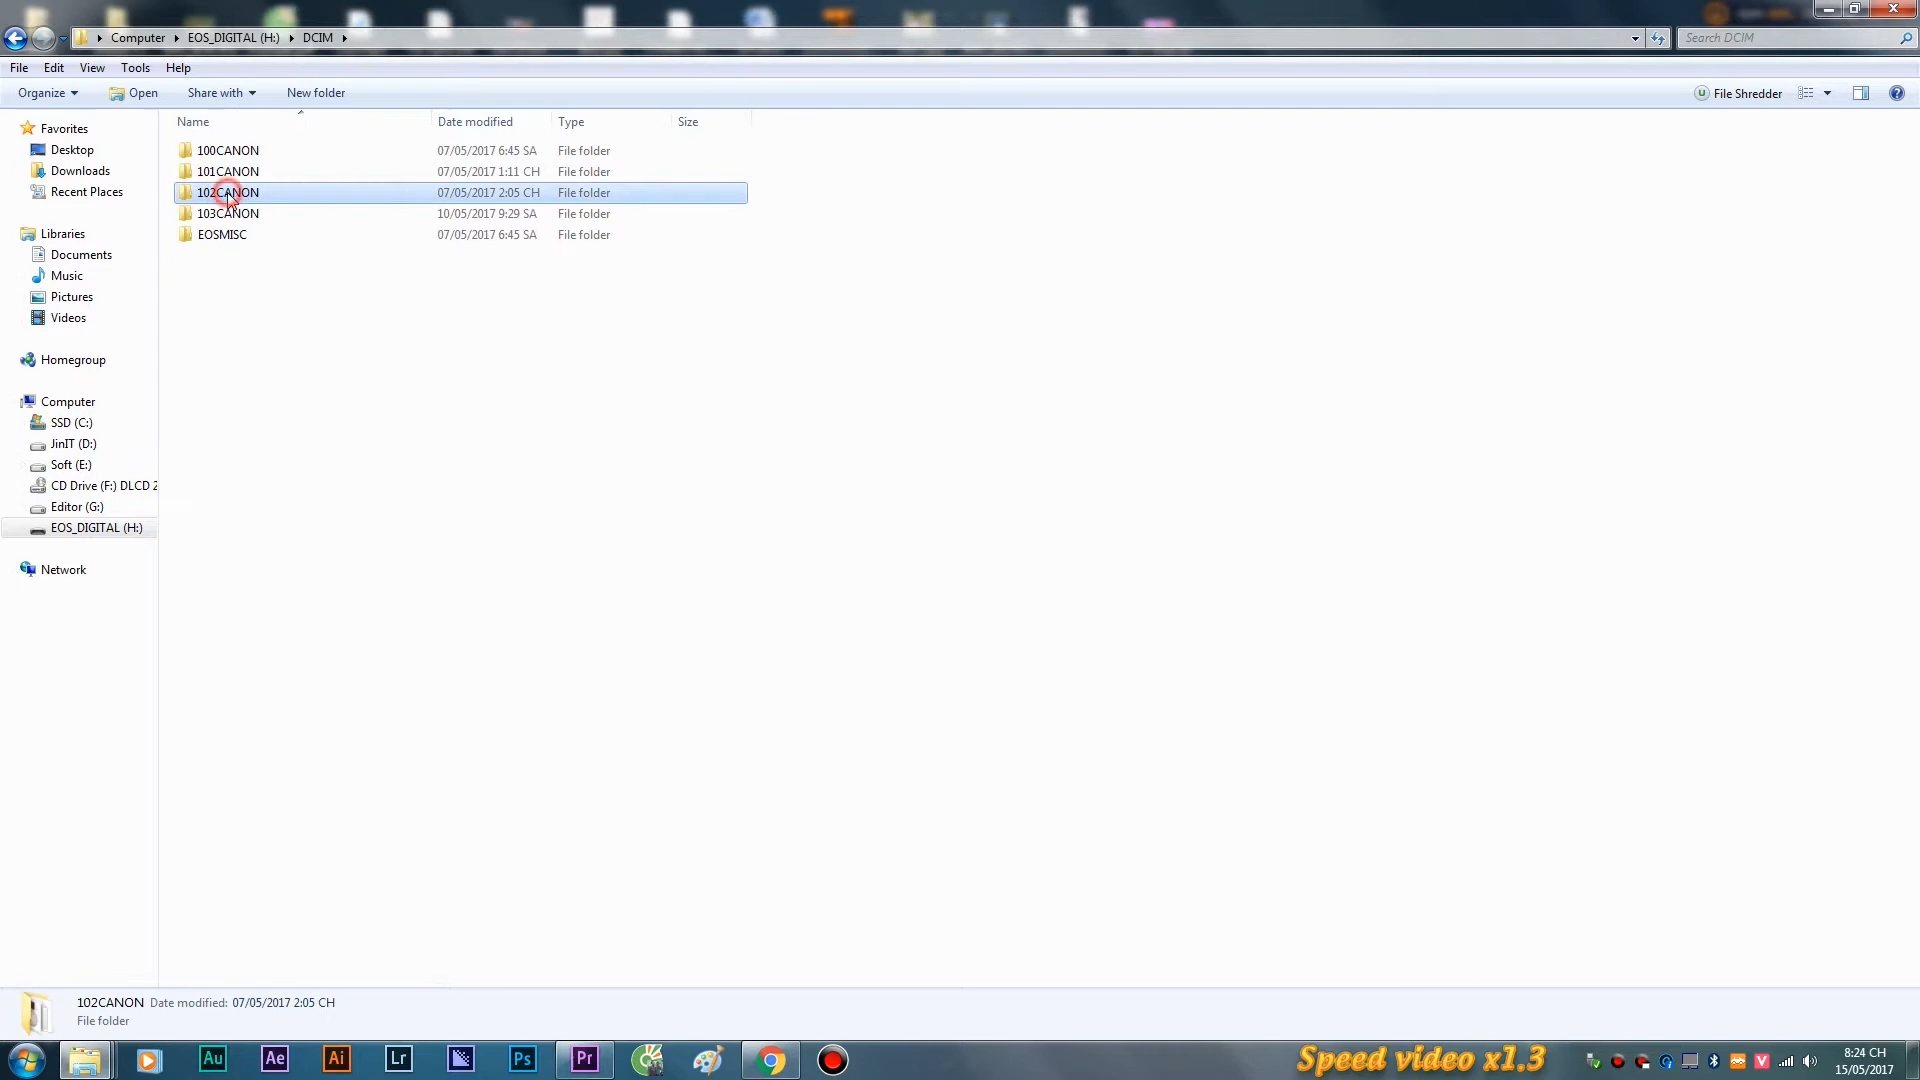 Computer EOS_DIGITAL (H:) DCIM
Search DCIM
File Edit View Tools Help
Organize Open Share with New folder File Shredder
Name Date modified Type Size
Favorites
Desktop
Downloads
Recent Places
Libraries
Documents
Music
Pictures
Videos
Homegroup
Computer
SSD (C:)
JinIT (D:)
Soft (E:)
CD Drive (F:) DLCD 2
Editor (G:)
EOS_DIGITAL (H:)
Network
100CANON 07/05/2017 6:45 SA File folder
101CANON 07/05/2017 1:11 CH File folder
102CANON 07/05/2017 2:05 CH File folder
103CANON 10/05/2017 9:29 SA File folder
EOSMISC 07/05/2017 6:45 SA File folder
102CANON Date modified: 07/05/2017 2:05 CH
File folder
Au Ae Ai Lr Ps Pr
Speed video x1.3
V
8:24 CH
15/05/2017